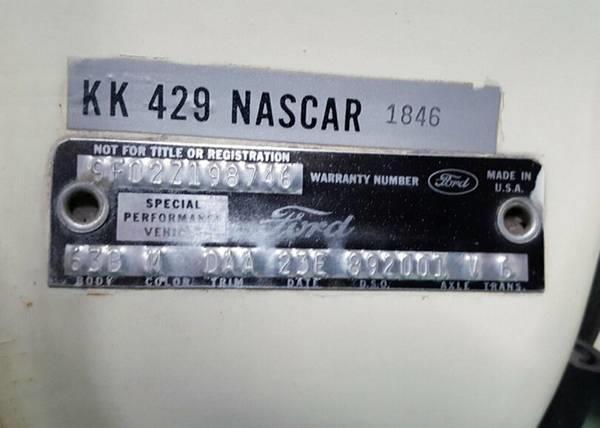 KK 429 NASCAR 1846
NOT FOR TITLE OR REGISTRATION
9F02Z198746 WARRANTY NUMBER Ford MADE IN U.S.A.
SPECIAL
PERFORMANCE
VEHICLE
Ford
63B M DAA 23E 892001 V 6
BODY COLOR TRIM DATE D.S.O. AXLE TRANS.